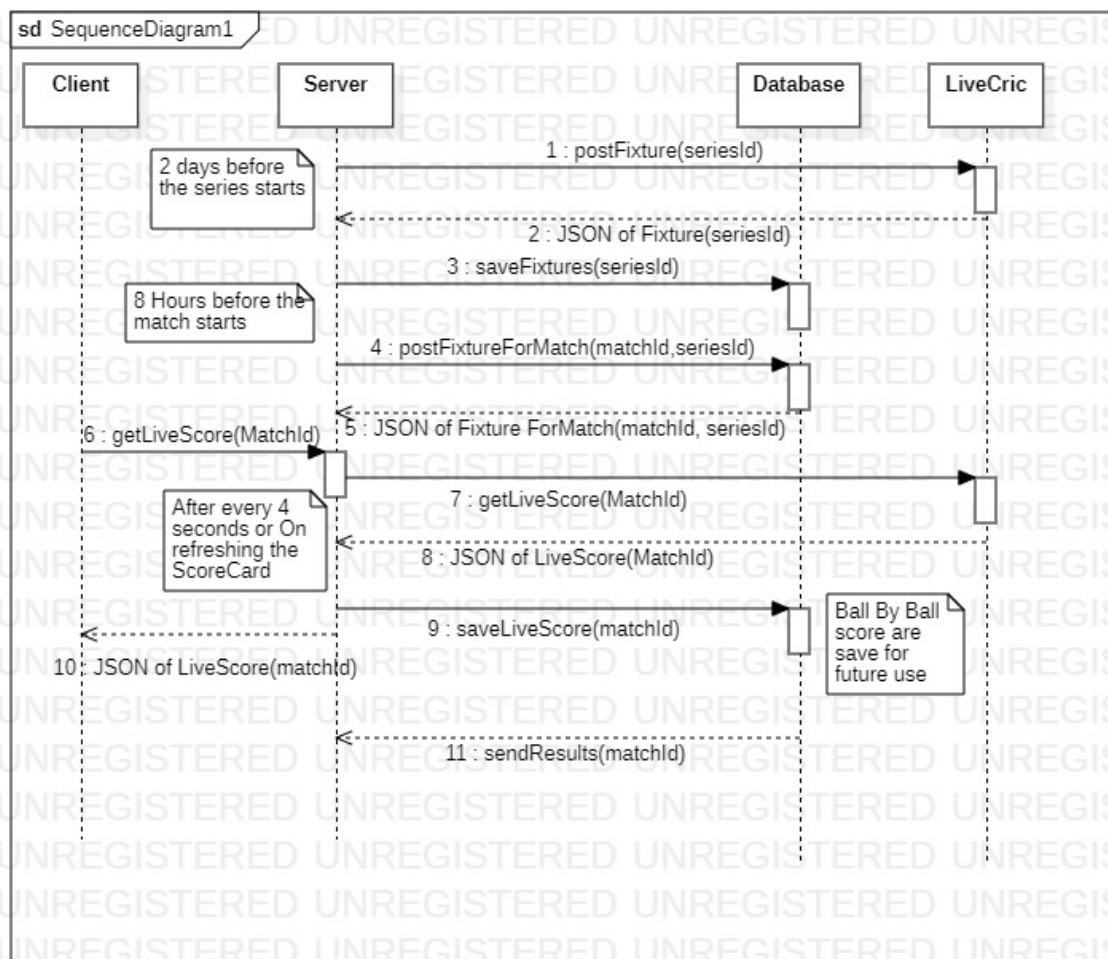 sd SequenceDiagram1
Client
Server
Database
LiveCric
2 days before
the series starts
1 : postFixture(seriesId)
2 : JSON of Fixture(seriesId)
3 : saveFixtures(seriesId)
8 Hours before the
match starts
4 : postFixtureForMatch(matchId,seriesId)
5 : JSON of Fixture ForMatch(matchId, seriesId)
6 : getLiveScore(MatchId)
7 : getLiveScore(MatchId)
After every 4
seconds or On
refreshing the
ScoreCard
8 : JSON of LiveScore(MatchId)
9 : saveLiveScore(matchId)
Ball By Ball
score are
save for
future use
10 : JSON of LiveScore(matchId)
11 : sendResults(matchId)
UNREGISTERED